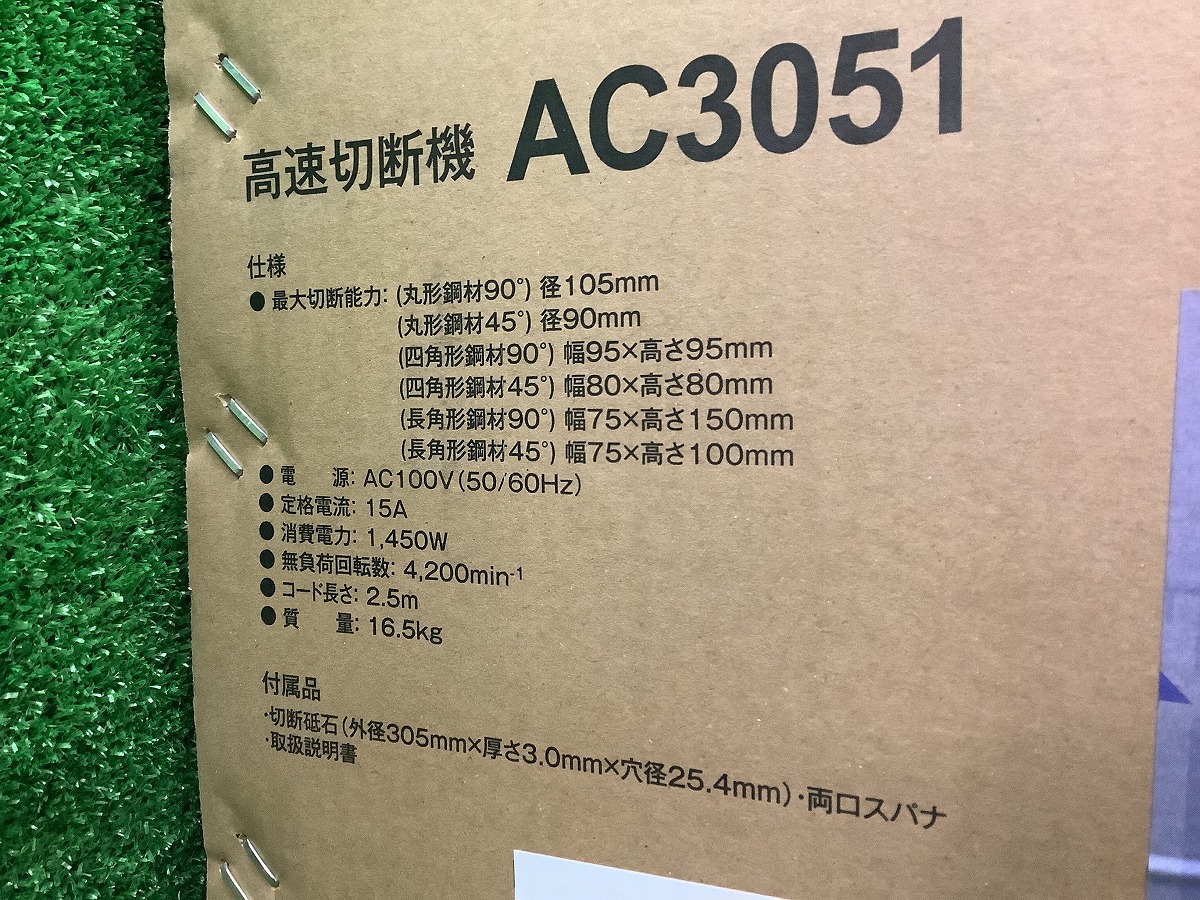 高速切断機 AC3051
仕様
● 最大切断能力: (丸形鋼材90°) 径105mm
(丸形鋼材45°) 径90mm
(四角形鋼材90°) 幅95×高さ95mm
(四角形鋼材45°) 幅80×高さ80mm
(長角形鋼材90°) 幅75×高さ150mm
(長角形鋼材45°) 幅75×高さ100mm
● 電 源: AC100V(50/60Hz)
● 定格電流: 15A
● 消費電力: 1,450W
● 無負荷回転数: 4,200min⁻¹
● コード長さ: 2.5m
● 質 量: 16.5kg
付属品
・切断砥石(外径305mm×厚さ3.0mm×穴径25.4mm)・両口スパナ
・取扱説明書